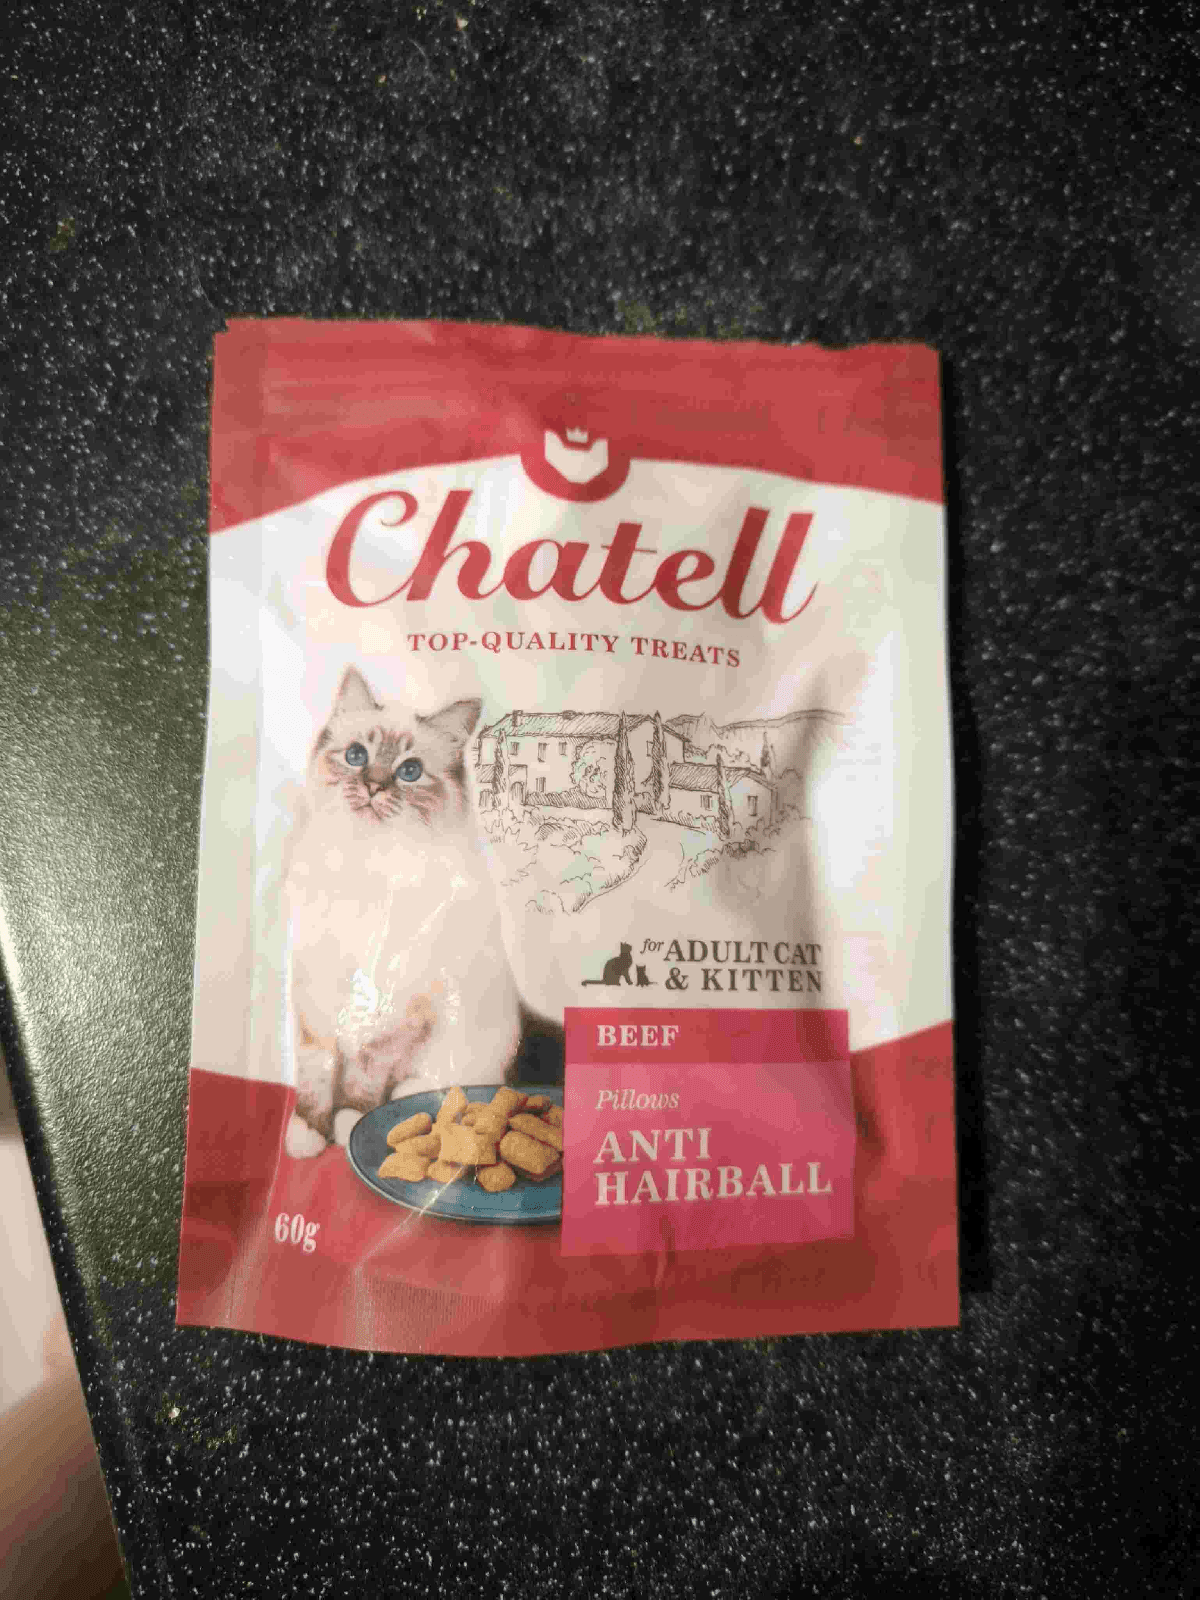 Chatell
TOP-QUALITY TREATS
for ADULT CAT
& KITTEN
BEEF
Pillows
ANTI
HAIRBALL
60g